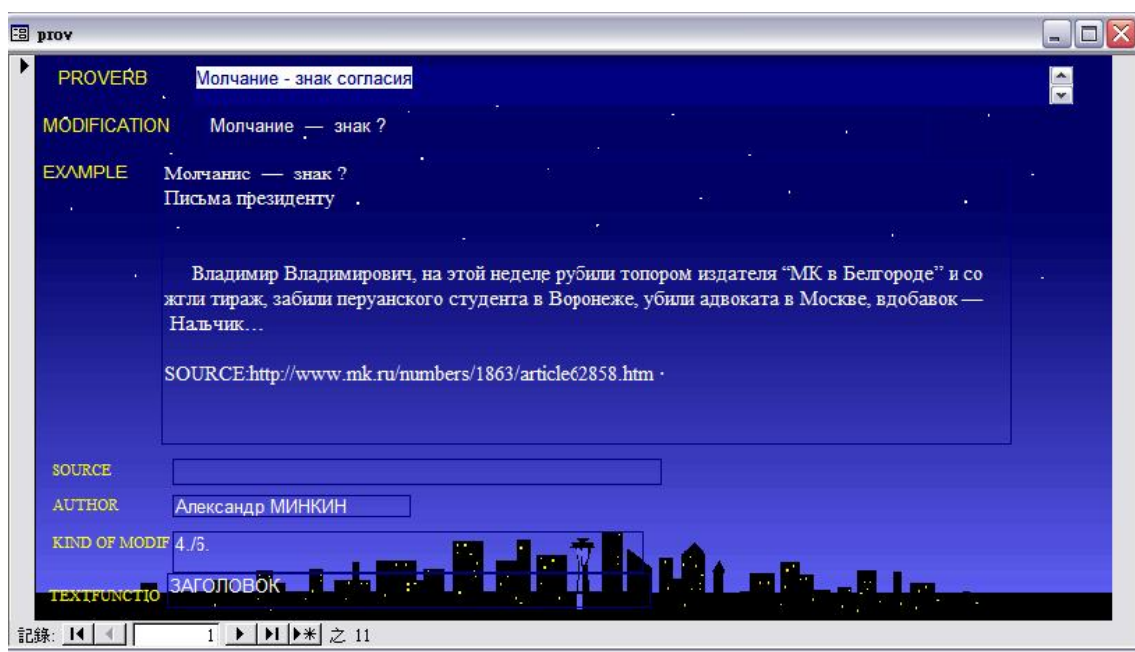 prov
PROVERB Молчание - знак согласия
MODIFICATION Молчание — знак ?
EXAMPLE Молчание — знак ?
Письма президенту
Владимир Владимирович, на этой неделе рубили топором издателя “МК в Белгороде” и со
жгли тираж, забили перуанского студента в Воронеже, убили адвоката в Москве, вдобавок —
Нальчик…
SOURCE:http://www.mk.ru/numbers/1863/article62858.htm
SOURCE
AUTHOR Александр МИНКИН
KIND OF MODIF 4./6.
TEXTFUNCTIO ЗАГОЛОВОК
記錄: 1 之 11